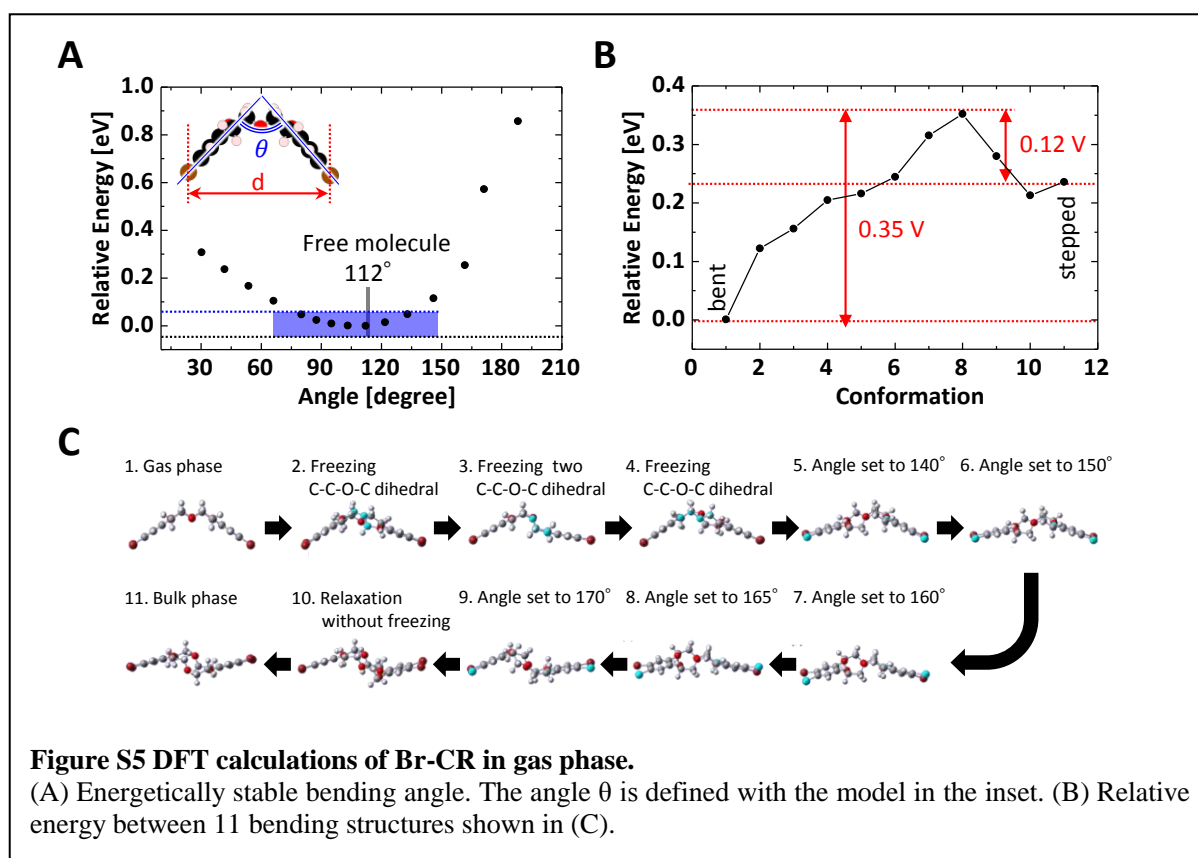 A
Relative Energy [eV]
1.0
0.8
0.6
0.4
0.2
0.0
θ
d
Free molecule
112°
30 60 90 120 150 180 210
Angle [degree]
B
Relative Energy [eV]
0.4
0.3
0.2
0.1
0.0
0.12 V
0.35 V
bent
stepped
0 2 4 6 8 10 12
Conformation
C
1. Gas phase
2. Freezing
C-C-O-C dihedral
3. Freezing two
C-C-O-C dihedral
4. Freezing
C-C-O-C dihedral
5. Angle set to 140°
6. Angle set to 150°
11. Bulk phase
10. Relaxation
without freezing
9. Angle set to 170°
8. Angle set to 165°
7. Angle set to 160°
Figure S5 DFT calculations of Br-CR in gas phase.
(A) Energetically stable bending angle. The angle θ is defined with the model in the inset. (B) Relative
energy between 11 bending structures shown in (C).